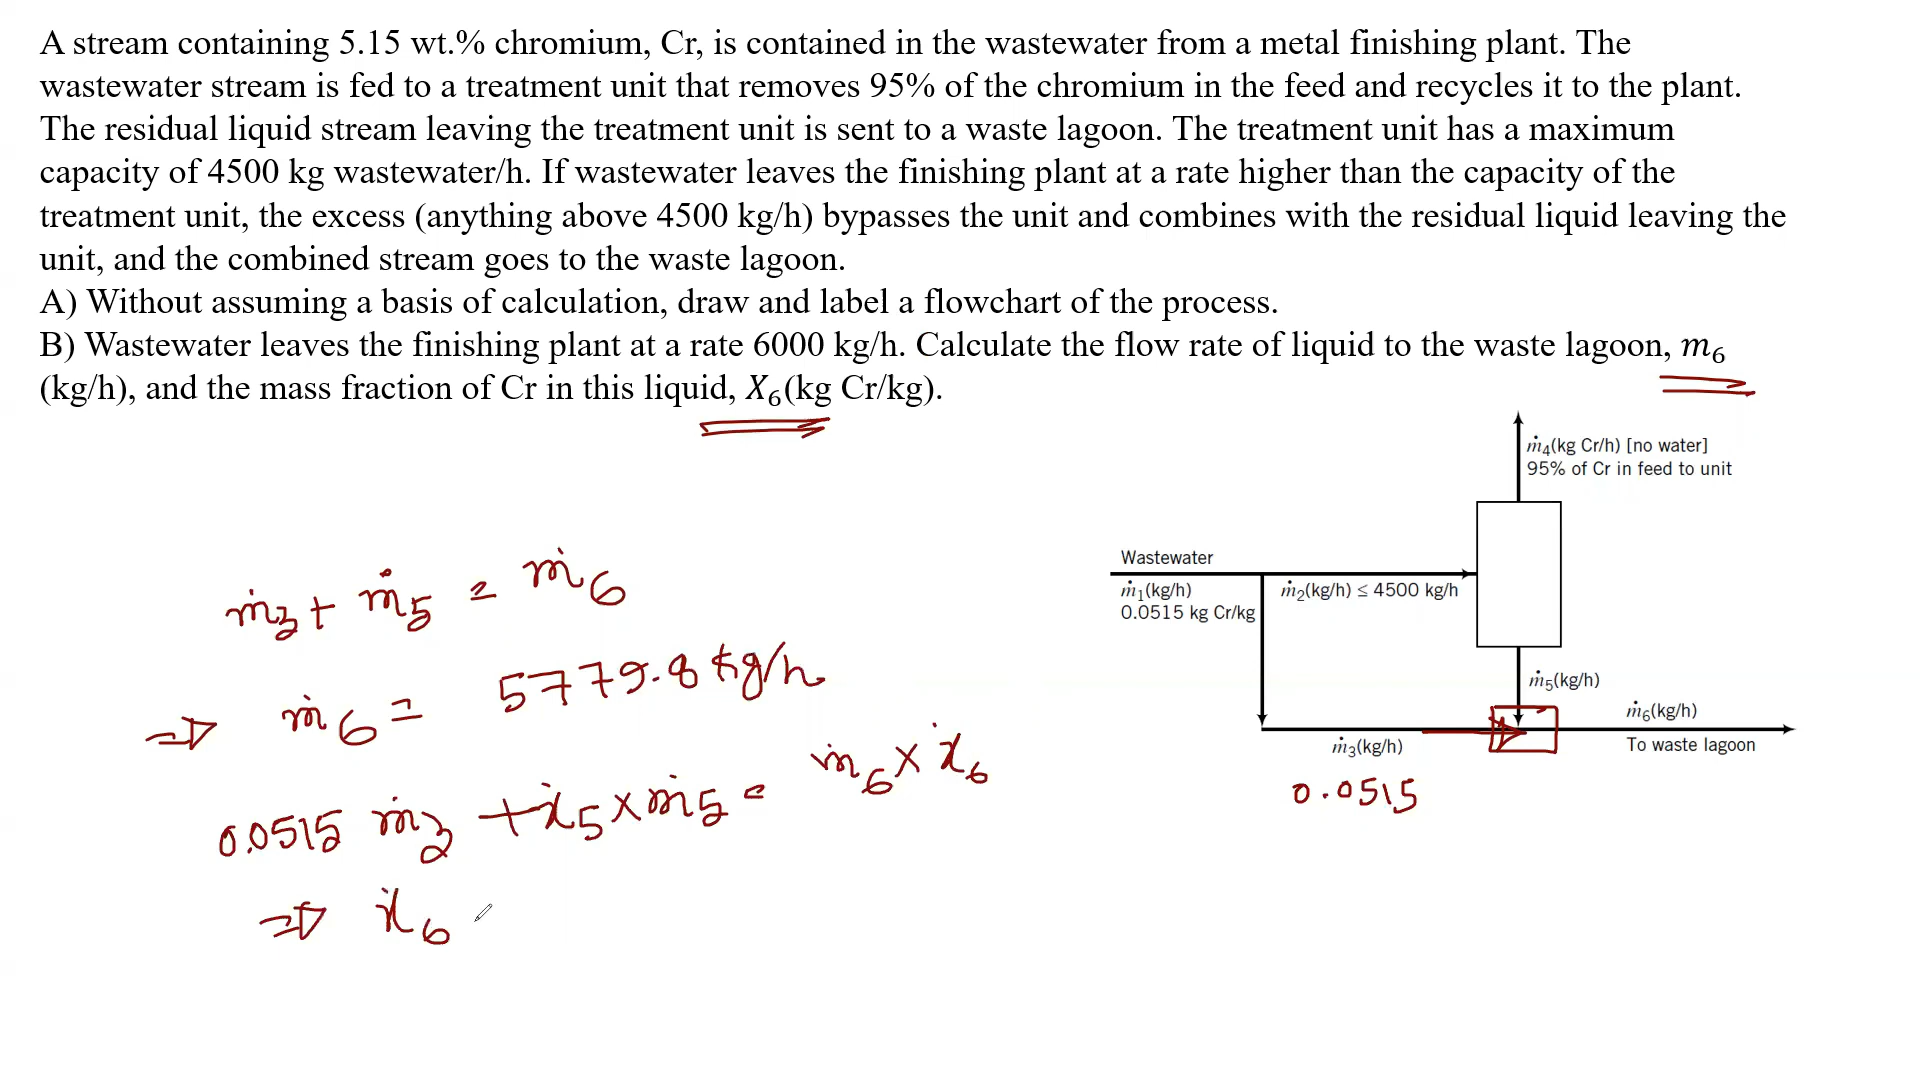 A stream containing 5.15 wt.% chromium, Cr, is contained in the wastewater from a metal finishing plant. The
wastewater stream is fed to a treatment unit that removes 95% of the chromium in the feed and recycles it to the plant.
The residual liquid stream leaving the treatment unit is sent to a waste lagoon. The treatment unit has a maximum
capacity of 4500 kg wastewater/h. If wastewater leaves the finishing plant at a rate higher than the capacity of the
treatment unit, the excess (anything above 4500 kg/h) bypasses the unit and combines with the residual liquid leaving the
unit, and the combined stream goes to the waste lagoon.
A) Without assuming a basis of calculation, draw and label a flowchart of the process.
B) Wastewater leaves the finishing plant at a rate 6000 kg/h. Calculate the flow rate of liquid to the waste lagoon, m₆
(kg/h), and the mass fraction of Cr in this liquid, X₆(kg Cr/kg).
ṁ₄(kg Cr/h) [no water]
95% of Cr in feed to unit
Wastewater
ṁ₁(kg/h)
0.0515 kg Cr/kg
ṁ₂(kg/h) ≤ 4500 kg/h
ṁ₅(kg/h)
ṁ₆(kg/h)
To waste lagoon
ṁ₃(kg/h)
0.0515
ṁ₃ + ṁ₅ = ṁ₆
⇒ ṁ₆ = 5779.8 kg/h
0.0515 ṁ₃ + ẋ₅ × ṁ₅ = ṁ₆ × ẋ₆
⇒ ẋ₆